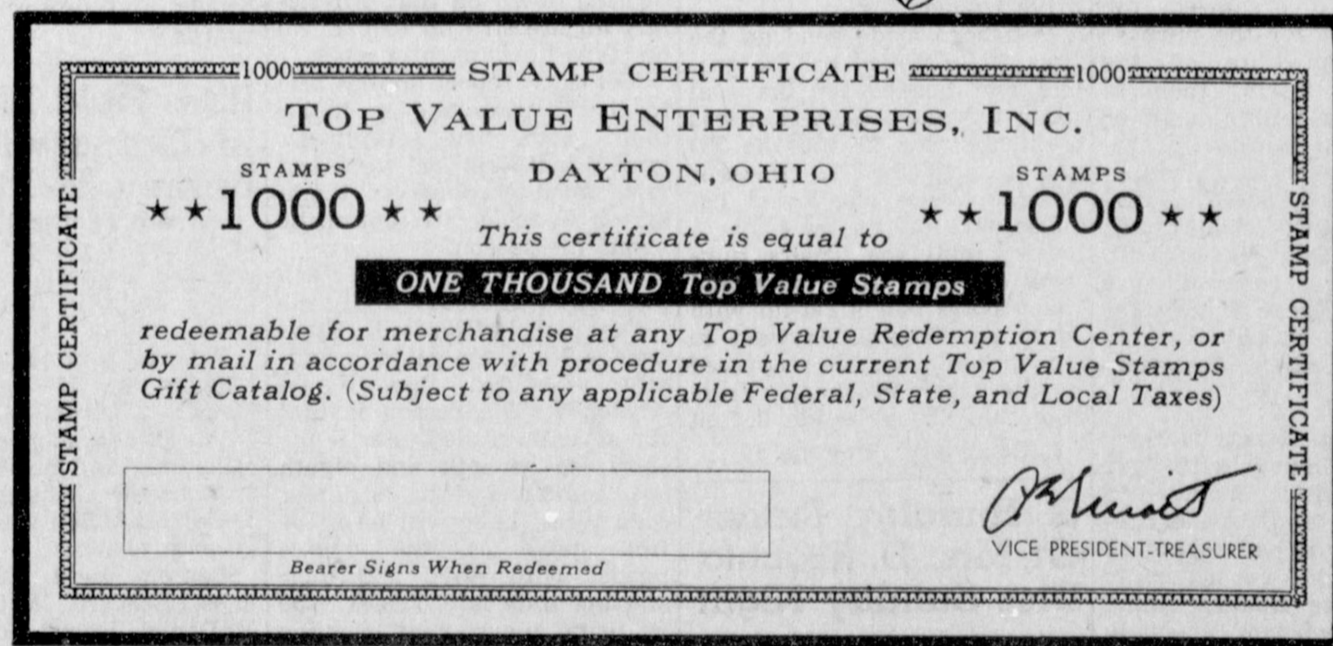 1000 STAMP CERTIFICATE 1000
TOP VALUE ENTERPRISES, INC.
DAYTON, OHIO
STAMPS STAMPS
★ ★ 1000 ★ ★ ★ ★ 1000 ★ ★
This certificate is equal to
ONE THOUSAND Top Value Stamps
redeemable for merchandise at any Top Value Redemption Center, or
by mail in accordance with procedure in the current Top Value Stamps
Gift Catalog. (Subject to any applicable Federal, State, and Local Taxes)
STAMP CERTIFICATE
STAMP CERTIFICATE
VICE PRESIDENT-TREASURER
Bearer Signs When Redeemed